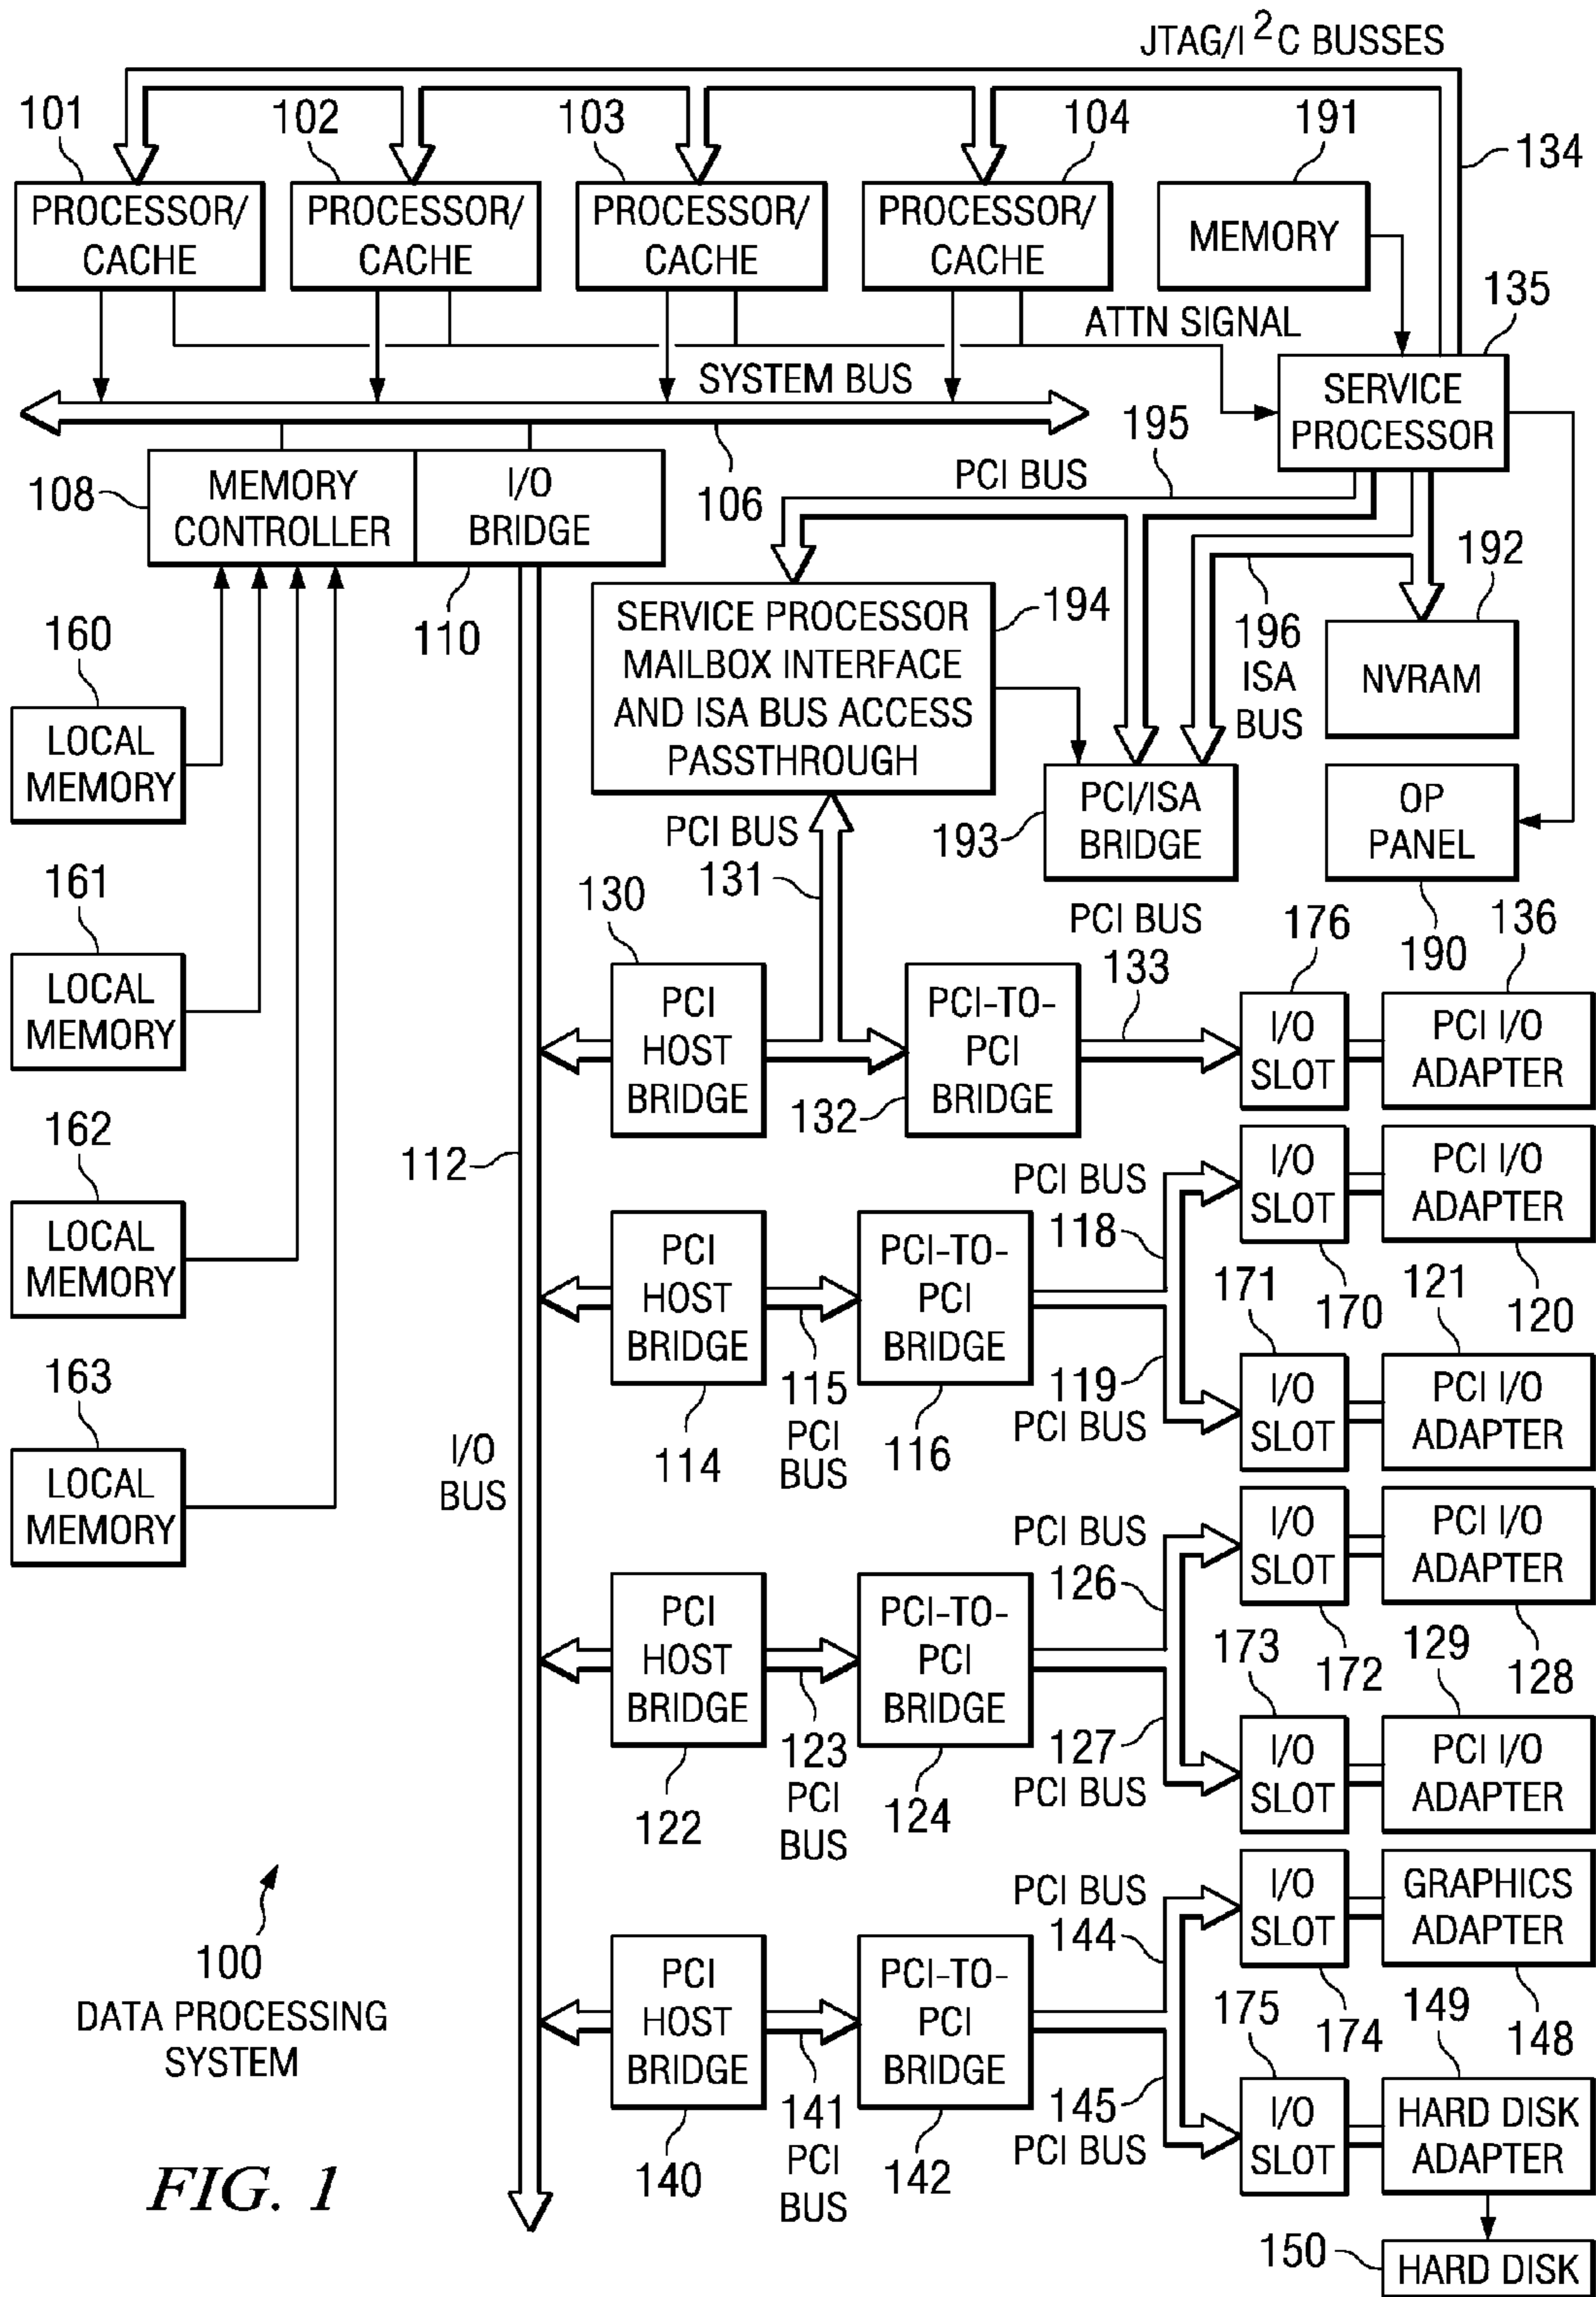 JTAG/I 2 C BUSSES
101
102
103
104
191
134
PROCESSOR/
CACHE
PROCESSOR/
CACHE
PROCESSOR/
CACHE
PROCESSOR/
CACHE
MEMORY
135
ATTN SIGNAL
SYSTEM BUS
SERVICE
PROCESSOR
195
PCI BUS
108
MEMORY
CONTROLLER
I/O
BRIDGE
106
110
192
194
SERVICE PROCESSOR
MAILBOX INTERFACE
AND ISA BUS ACCESS
PASSTHROUGH
196
ISA
BUS
NVRAM
160
LOCAL
MEMORY
PCI BUS
131
193
PCI/ISA
BRIDGE
OP
PANEL
190
161
LOCAL
MEMORY
130
PCI
HOST
BRIDGE
132
PCI-TO-
PCI
BRIDGE
PCI BUS
133
176
I/O
SLOT
136
PCI I/O
ADAPTER
162
LOCAL
MEMORY
112
PCI
HOST
BRIDGE
114
115
PCI
BUS
PCI-TO-
PCI
BRIDGE
116
PCI BUS
118
I/O
SLOT
170
PCI I/O
ADAPTER
120
119
PCI BUS
171
I/O
SLOT
121
PCI I/O
ADAPTER
163
LOCAL
MEMORY
I/O
BUS
PCI
HOST
BRIDGE
122
123
PCI
BUS
PCI-TO-
PCI
BRIDGE
124
PCI BUS
126
I/O
SLOT
172
PCI I/O
ADAPTER
128
127
PCI BUS
173
I/O
SLOT
129
PCI I/O
ADAPTER
100
DATA PROCESSING
SYSTEM
PCI
HOST
BRIDGE
140
141
PCI
BUS
PCI-TO-
PCI
BRIDGE
142
PCI BUS
144
I/O
SLOT
174
GRAPHICS
ADAPTER
148
145
PCI BUS
175
I/O
SLOT
149
HARD DISK
ADAPTER
150
HARD DISK
FIG. 1